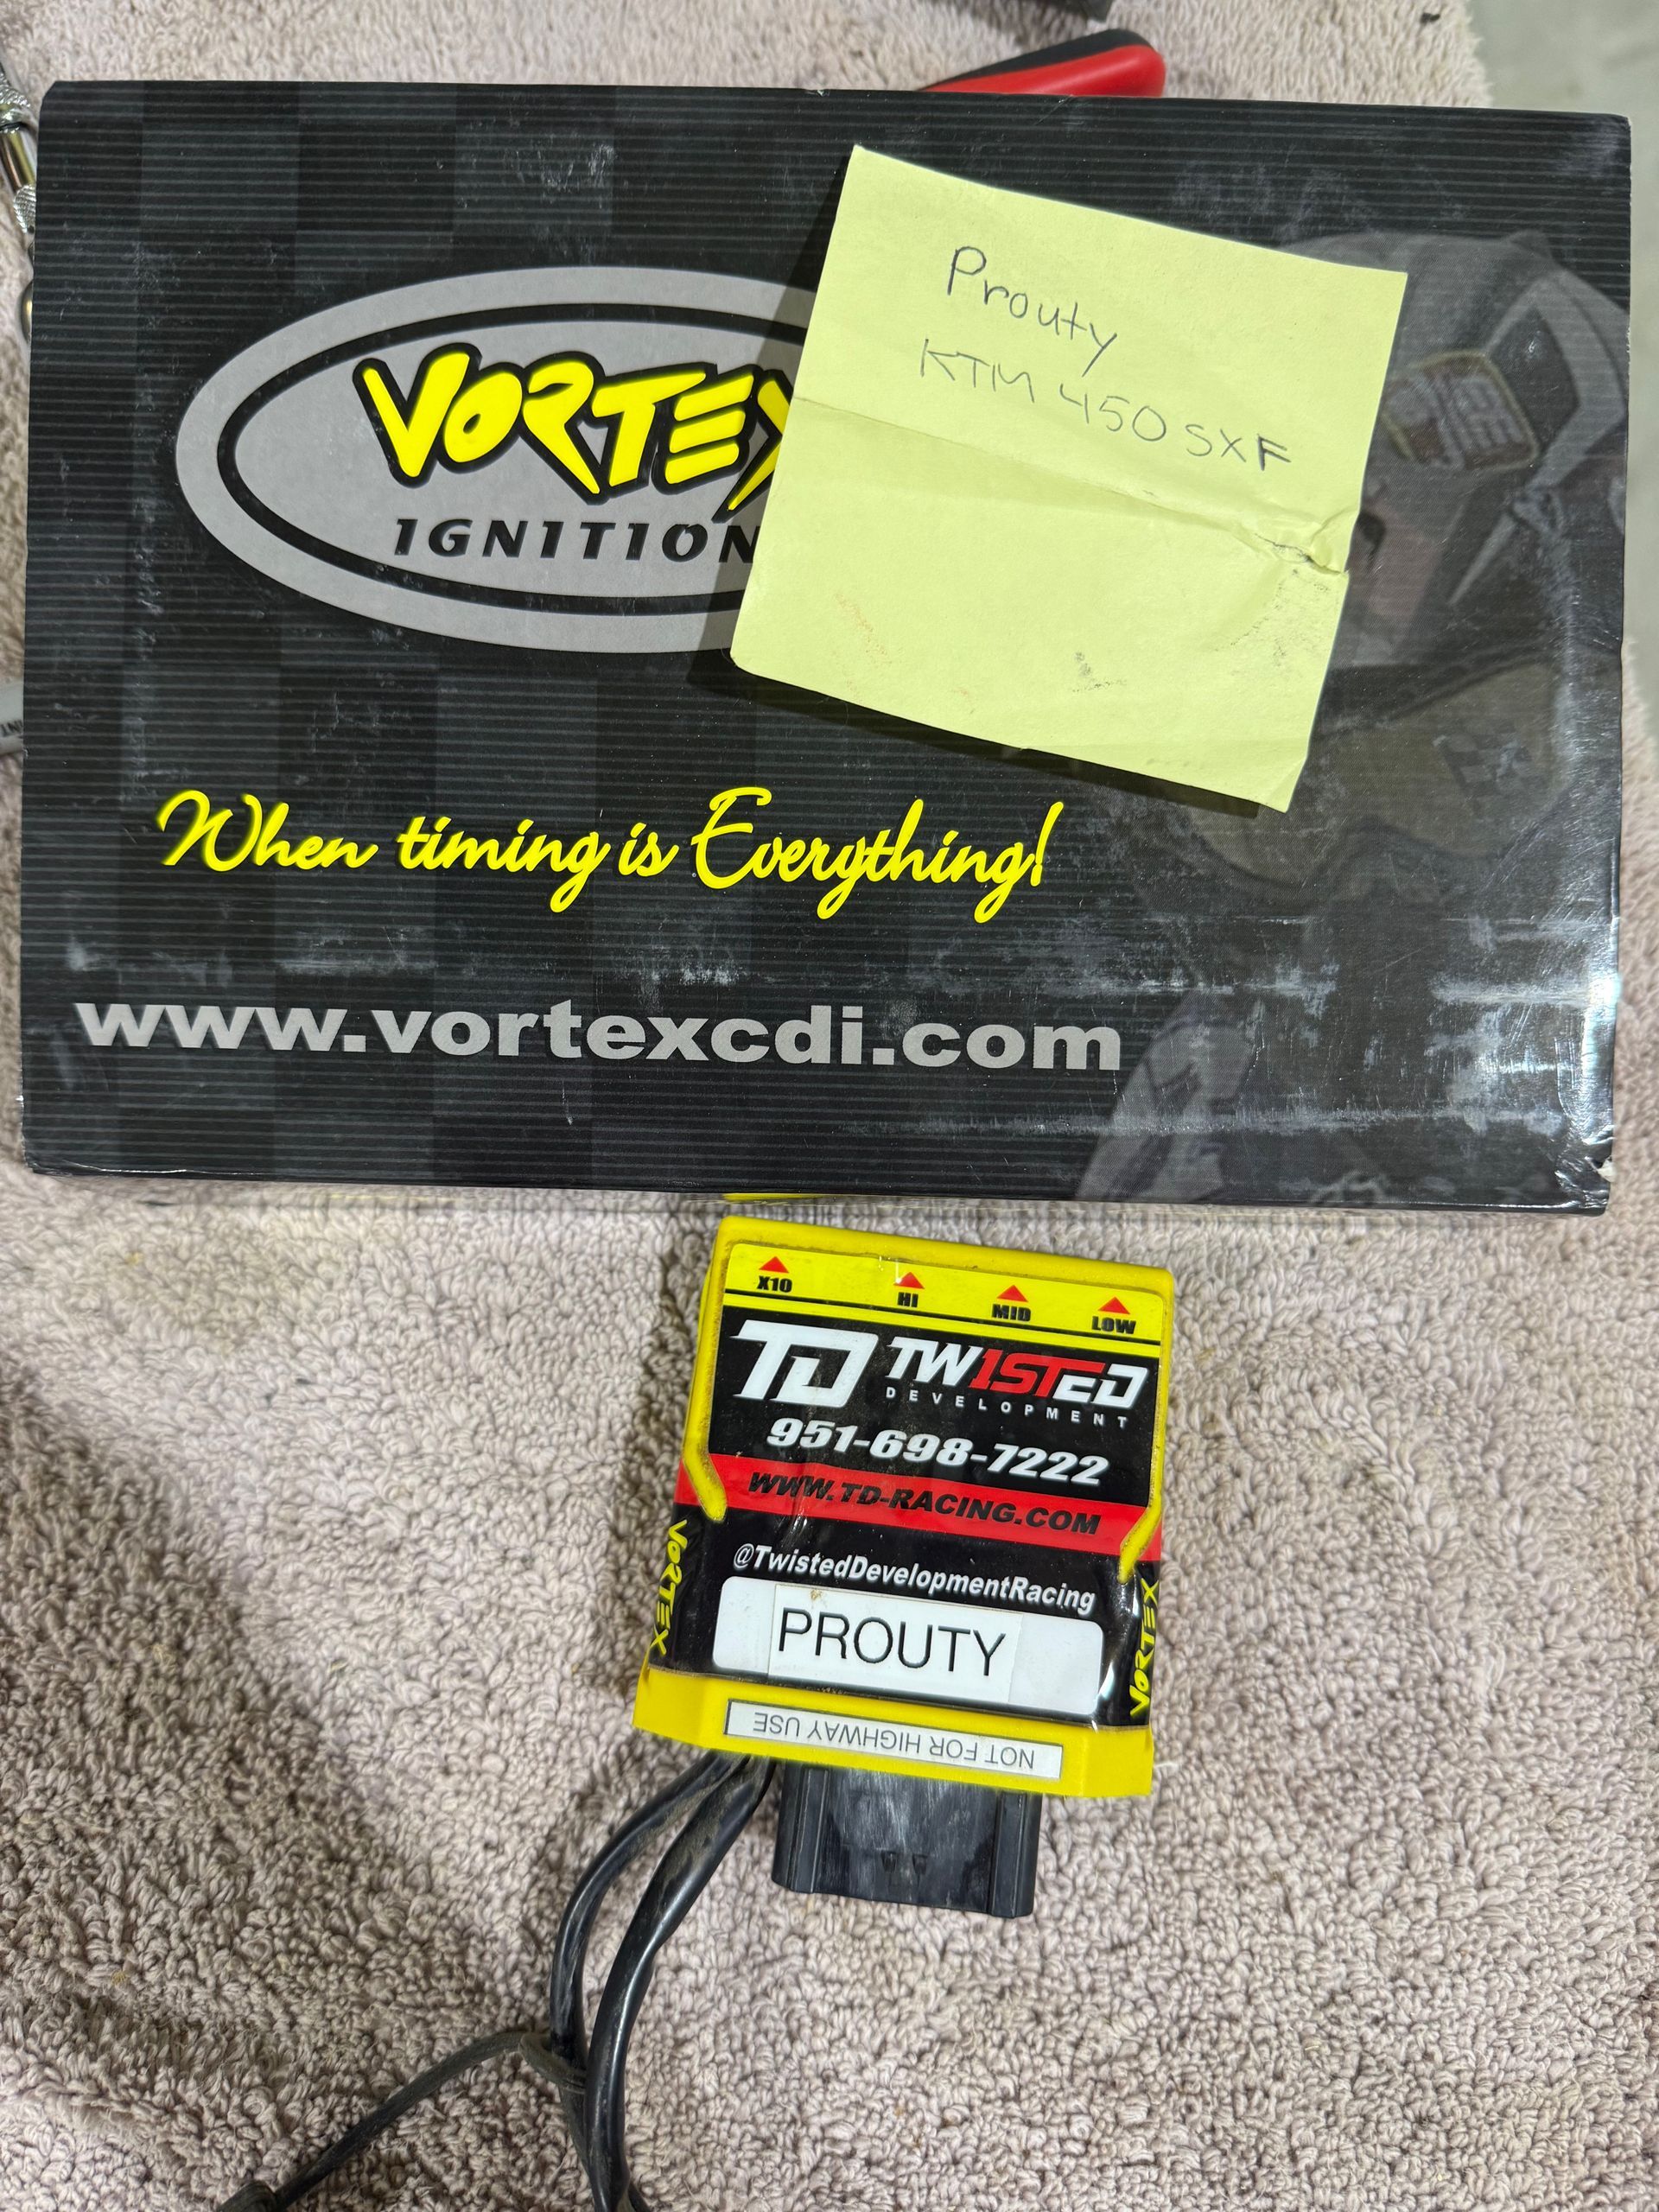 Prouty
KTM 450 SXF
VORTEX
IGNITION
When timing is Everything!
www.vortexcdi.com
X10 HI MID LOW
TD TW1STED
DEVELOPMENT
951-698-7222
WWW.TD-RACING.COM
@TwistedDevelopmentRacing
VORTEX
PROUTY
VORTEX
NOT FOR HIGHWAY USE